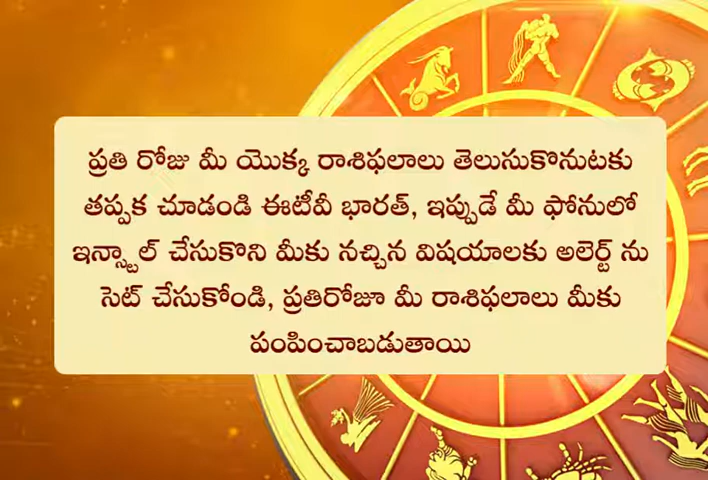 ప్రతి రోజు మీ యొక్క రాశిఫలాలు తెలుసుకొనుటకు
తప్పక చూడండి ఈటీవీ భారత్, ఇప్పుడే మీ ఫోనులో
ఇన్స్టాల్ చేసుకొని మీకు నచ్చిన విషయాలకు అలెర్ట్ ను
సెట్ చేసుకోండి, ప్రతిరోజూ మీ రాశిఫలాలు మీకు
పంపించాబడుతాయి